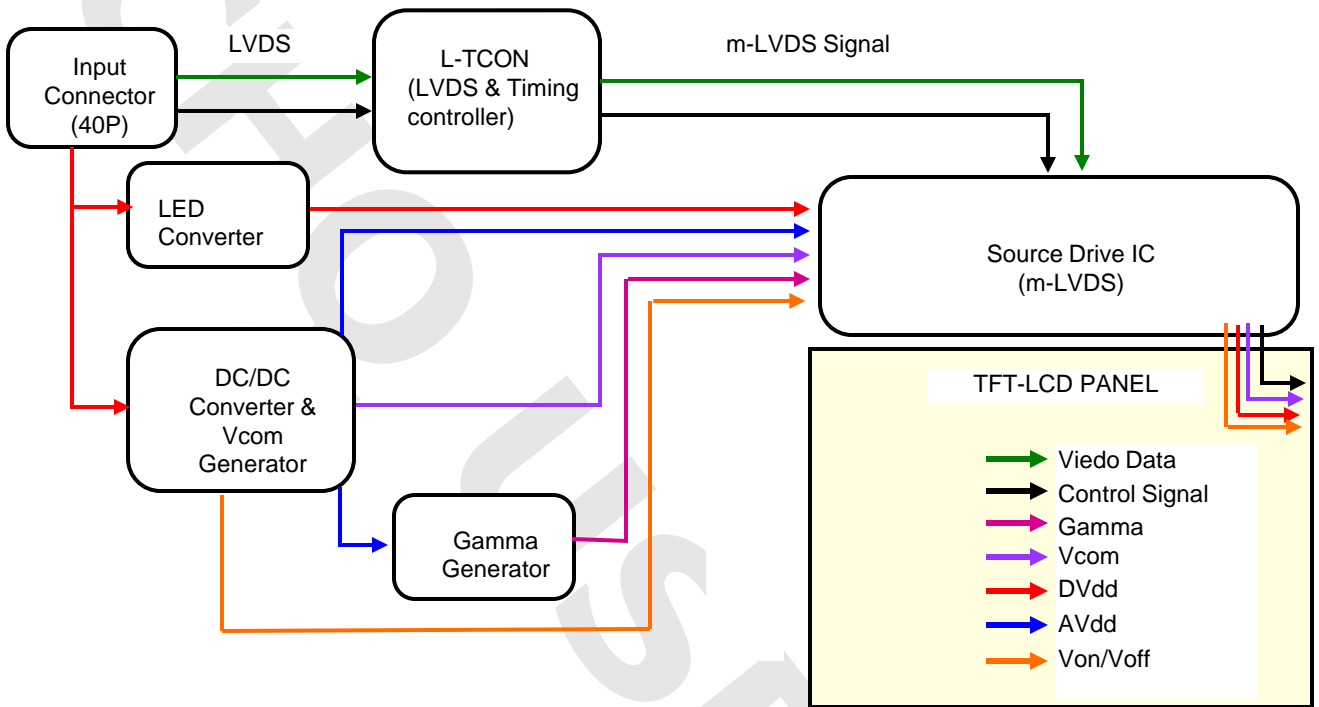 LVDS
m-LVDS Signal
Input
Connector
(40P)
L-TCON
(LVDS & Timing
controller)
LED
Converter
Source Drive IC
(m-LVDS)
DC/DC
Converter &
Vcom
Generator
Gamma
Generator
TFT-LCD PANEL
Viedo Data
Control Signal
Gamma
Vcom
DVdd
AVdd
Von/Voff